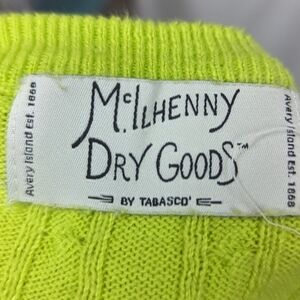 McILHENNY
DRY GOODS™
BY TABASCO®
Avery Island Est. 1868
Avery Island Est. 1868